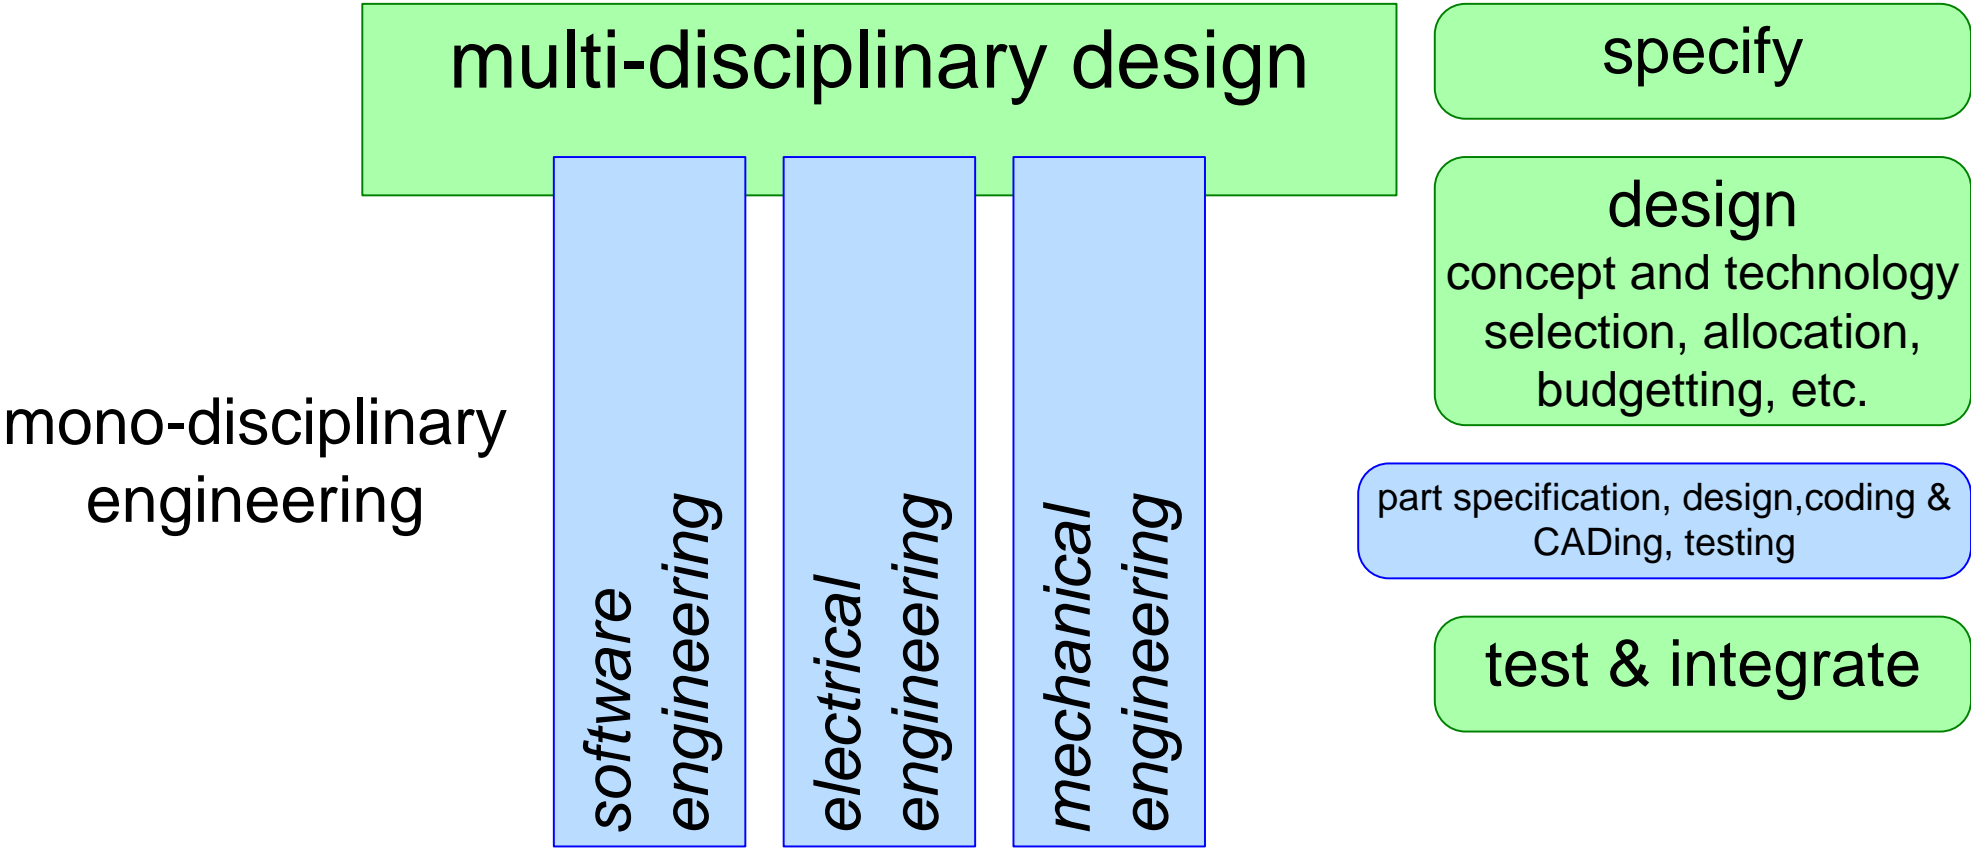 multi-disciplinary design
mono-disciplinary
engineering
software
engineering
electrical
engineering
mechanical
engineering
specify
design
concept and technology
selection, allocation,
budgetting, etc.
part specification, design,coding &
CADing, testing
test & integrate